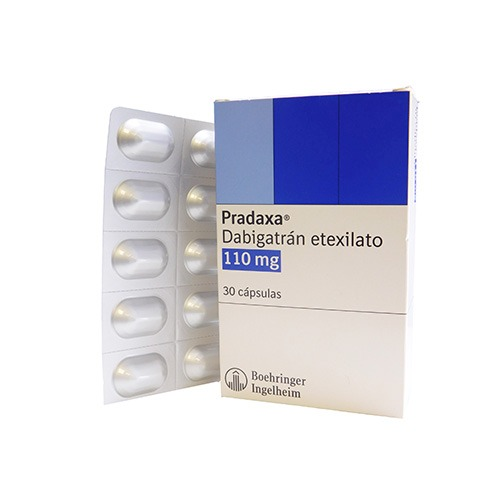 Pradaxa®
Dabigatrán etexilato
110 mg
30 cápsulas
Boehringer
Ingelheim